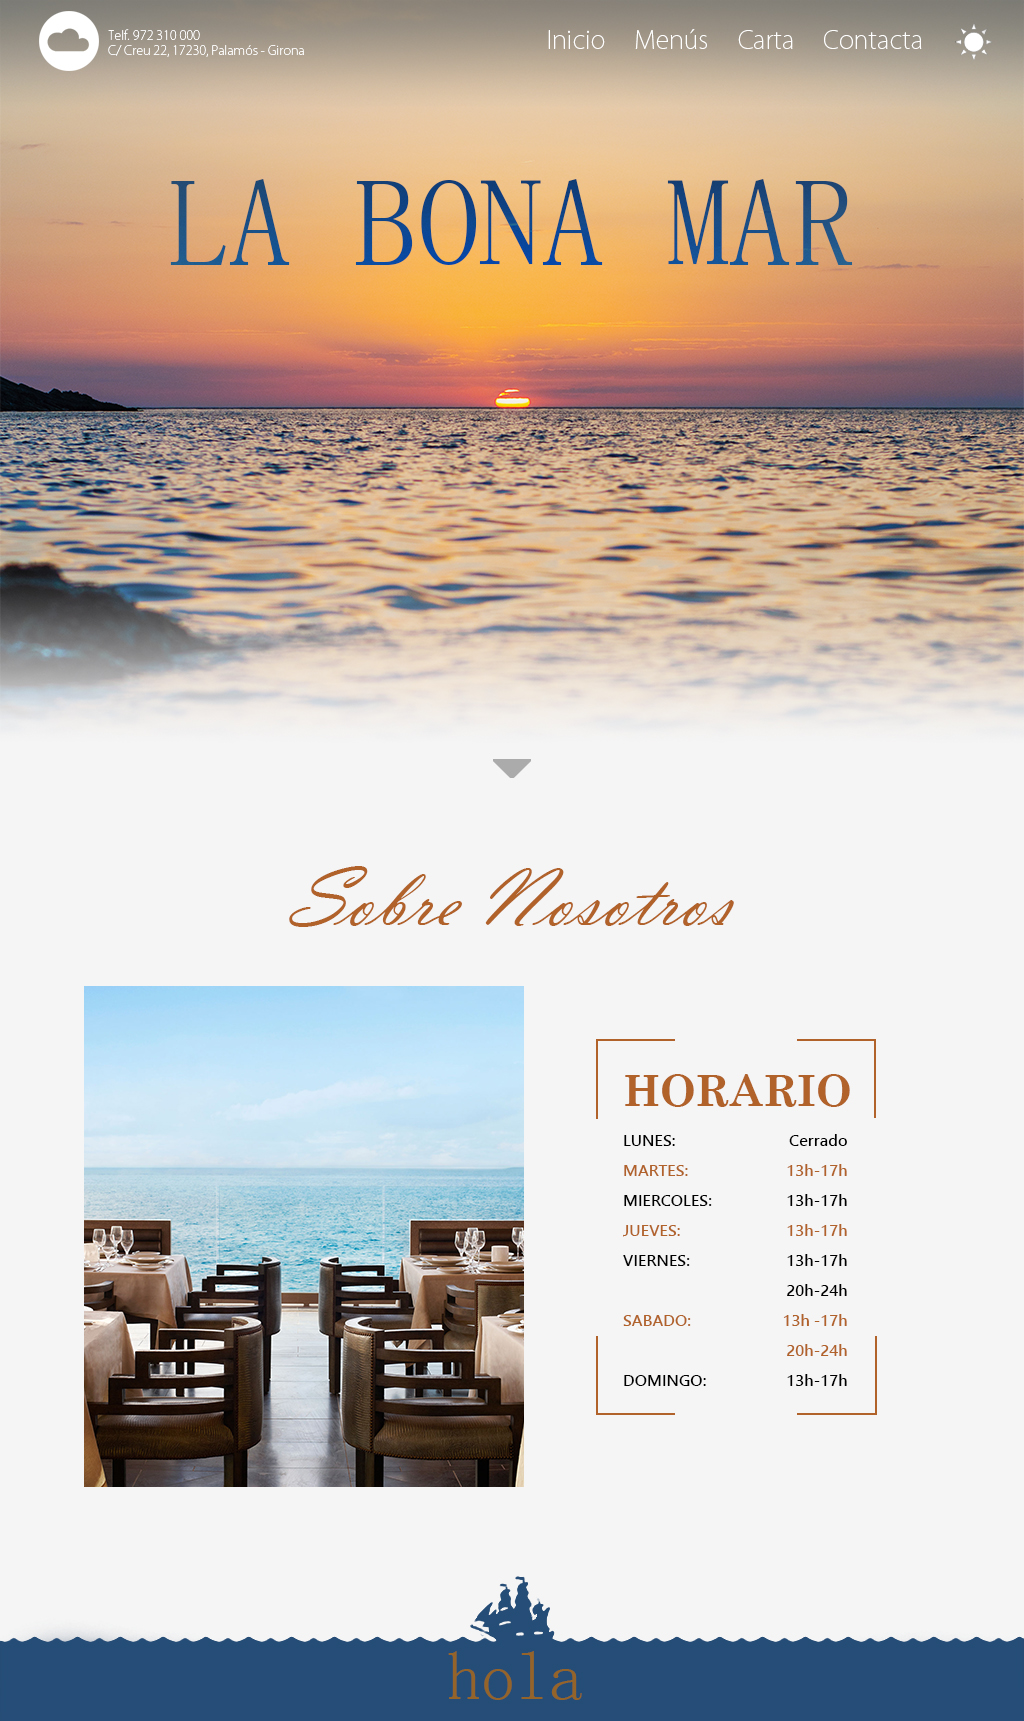 Telf. 972 310 000
C/ Creu 22, 17230, Palamós - Girona
Inicio Menús Carta Contacta
LA BONA MAR
Sobre Nosotros
HORARIO
LUNES: Cerrado
MARTES: 13h-17h
MIERCOLES: 13h-17h
JUEVES: 13h-17h
VIERNES: 13h-17h
20h-24h
SABADO: 13h -17h
20h-24h
DOMINGO: 13h-17h
hola